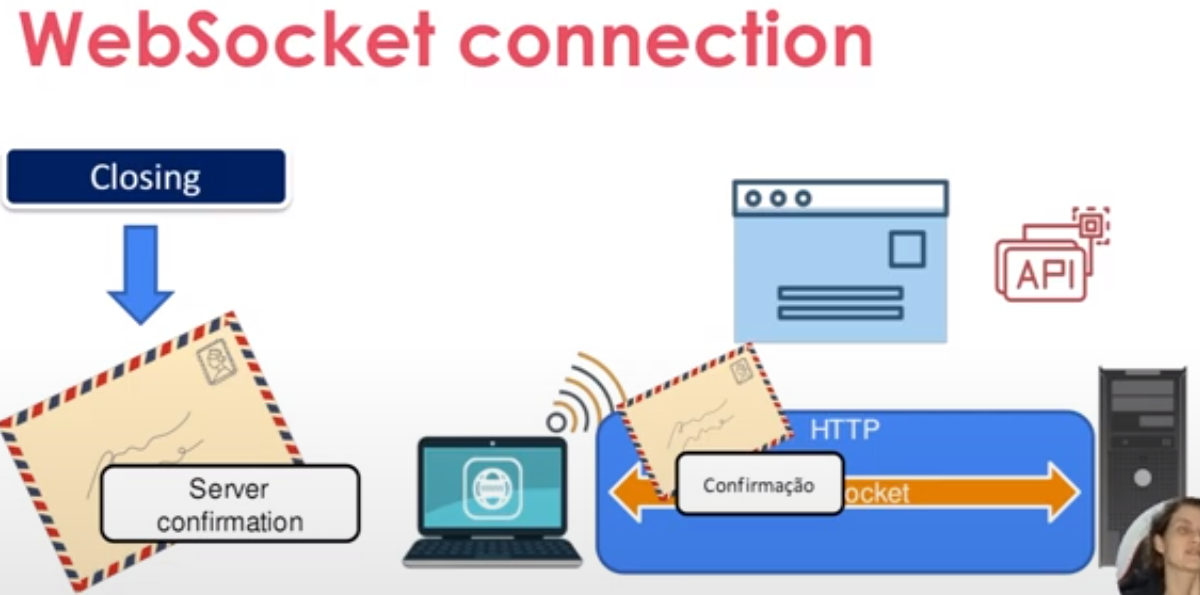 WebSocket connection
Closing
API
HTTP
Server
confirmation
Confirmação
ocket